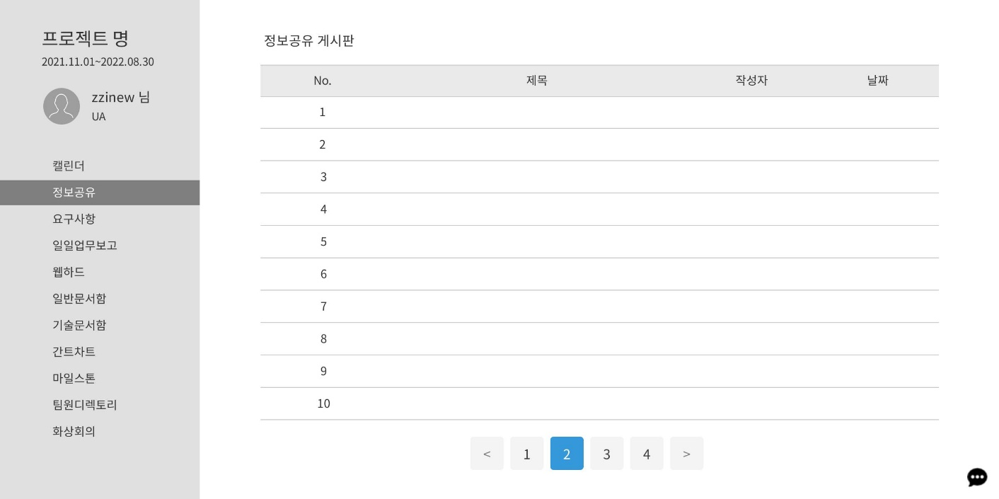 프로젝트 명
2021.11.01~2022.08.30
zzinew 님
UA
캘린더
정보공유
요구사항
일일업무보고
웹하드
일반문서함
기술문서함
간트차트
마일스톤
팀원디렉토리
화상회의
정보공유 게시판
No. 제목 작성자 날짜
1
2
3
4
5
6
7
8
9
10
< 1 2 3 4 >